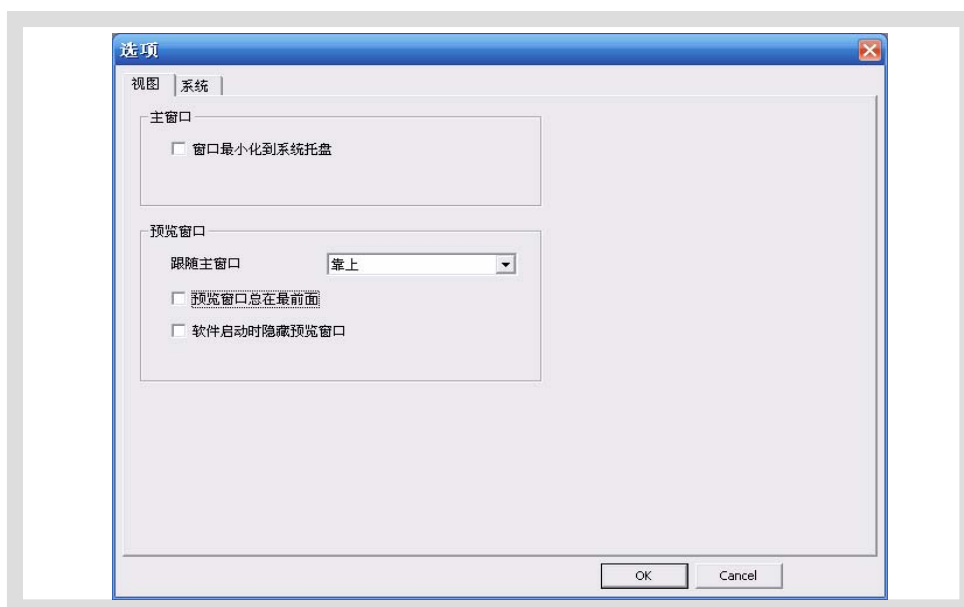 选项
视图 系统
主窗口
窗口最小化到系统托盘
预览窗口
跟随主窗口 靠上
预览窗口总在最前面
软件启动时隐藏预览窗口
OK Cancel